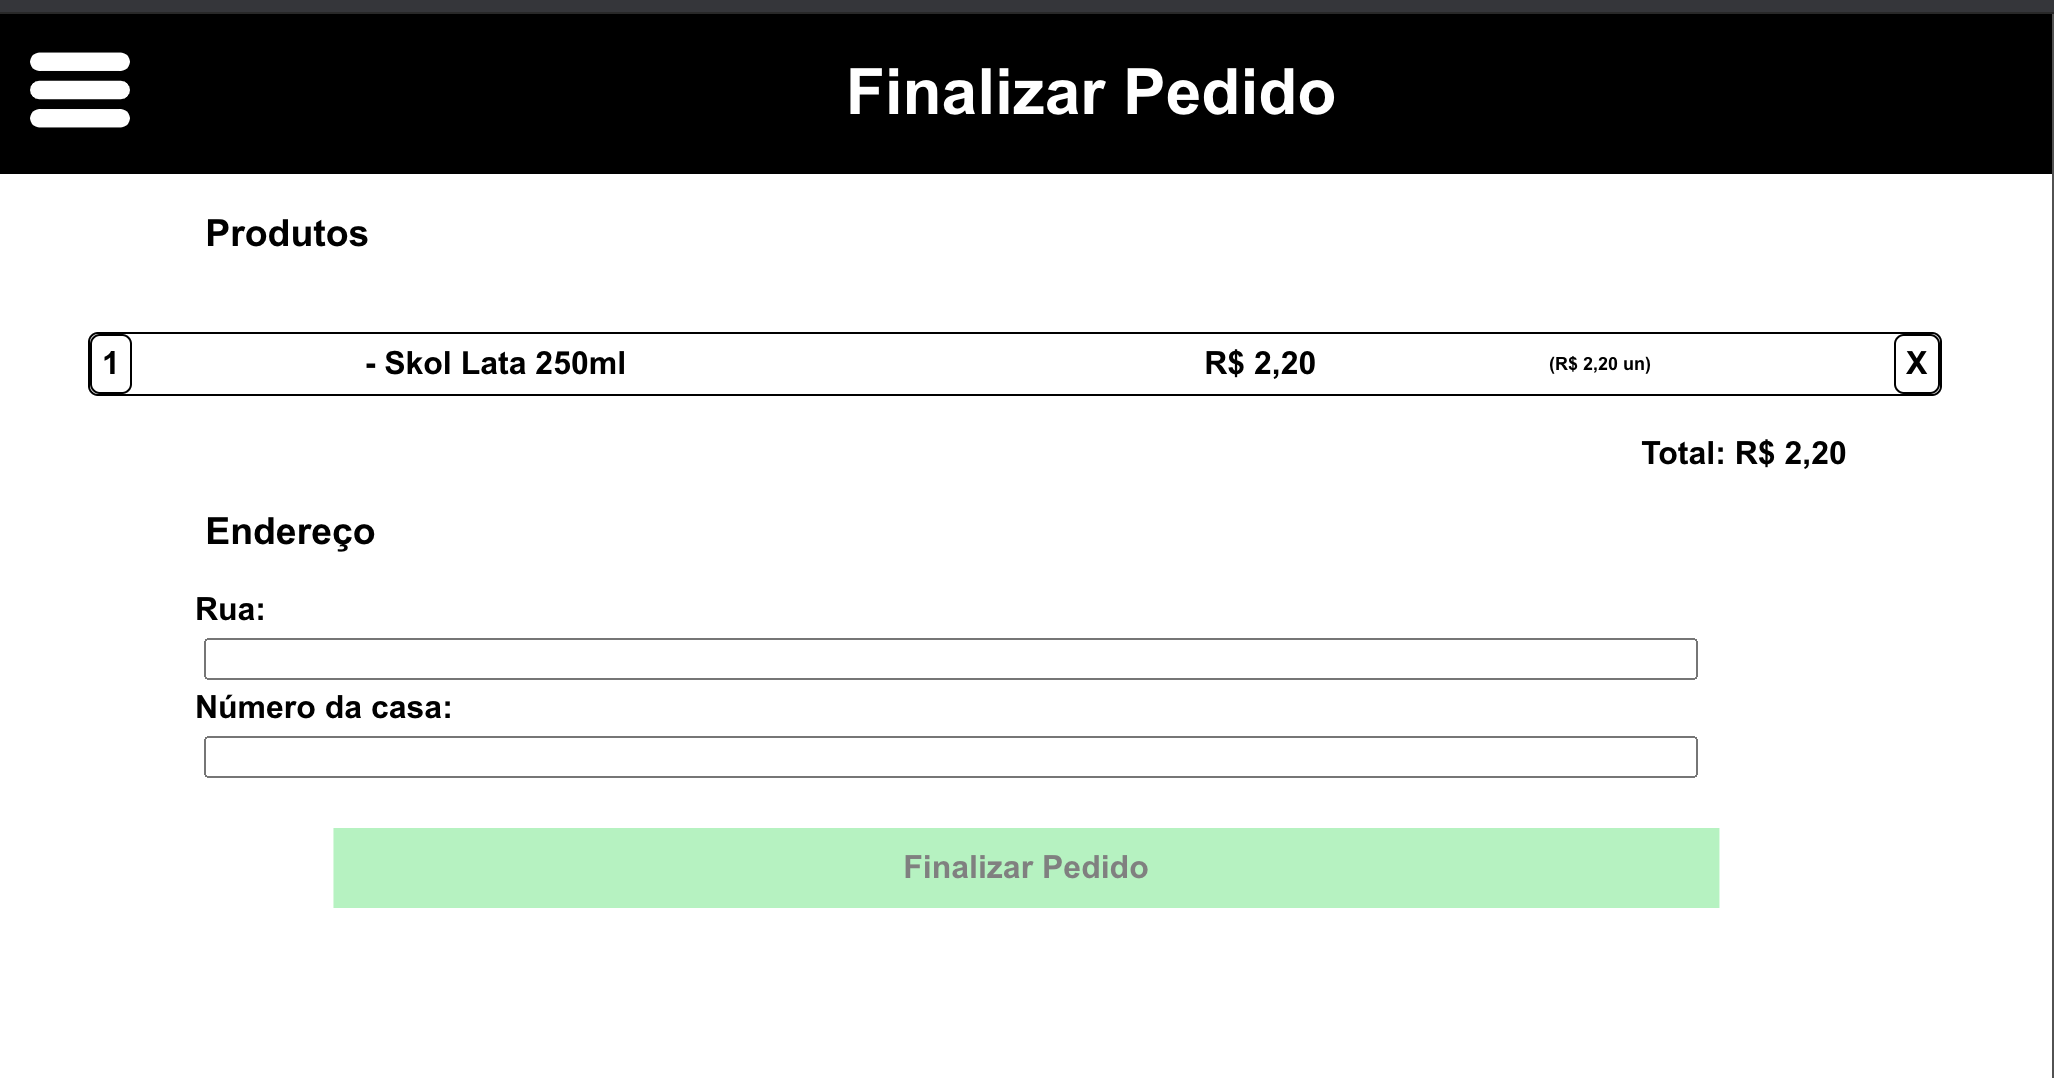 Finalizar Pedido
Produtos
1 - Skol Lata 250ml R$ 2,20 (R$ 2,20 un) X
Total: R$ 2,20
Endereço
Rua:
Número da casa:
Finalizar Pedido